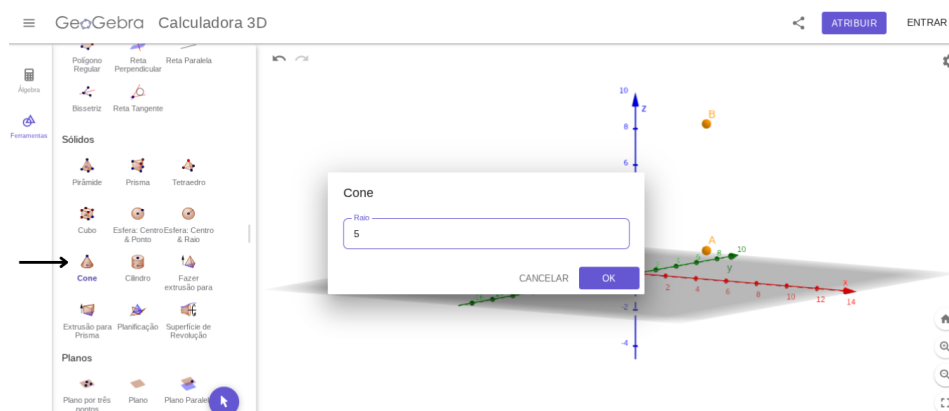 GeoGebra Calculadora 3D
ATRIBUIR
ENTRAR
Álgebra
Ferramentas
Polígono Regular
Reta Perpendicular
Reta Paralela
Bissetriz
Reta Tangente
Sólidos
Pirâmide
Prisma
Tetraedro
Cubo
Esfera: Centro & Ponto
Esfera: Centro & Raio
Cone
Cilindro
Fazer extrusão para
Extrusão para Prisma
Planificação
Superfície de Revolução
Planos
Plano por três pontos
Plano
Plano Paralel
10
z
8
6
B
Cone
Raio
5
CANCELAR
OK
A
8
10
y
x
2
4
6
8
10
12
14
-2
-4